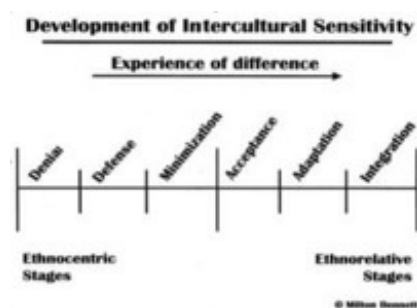 Development of Intercultural Sensitivity
Experience of difference
Denial
Defense
Minimization
Acceptance
Adaptation
Integration
Ethnocentric
Stages
Ethnorelative
Stages
© Milton Bennett